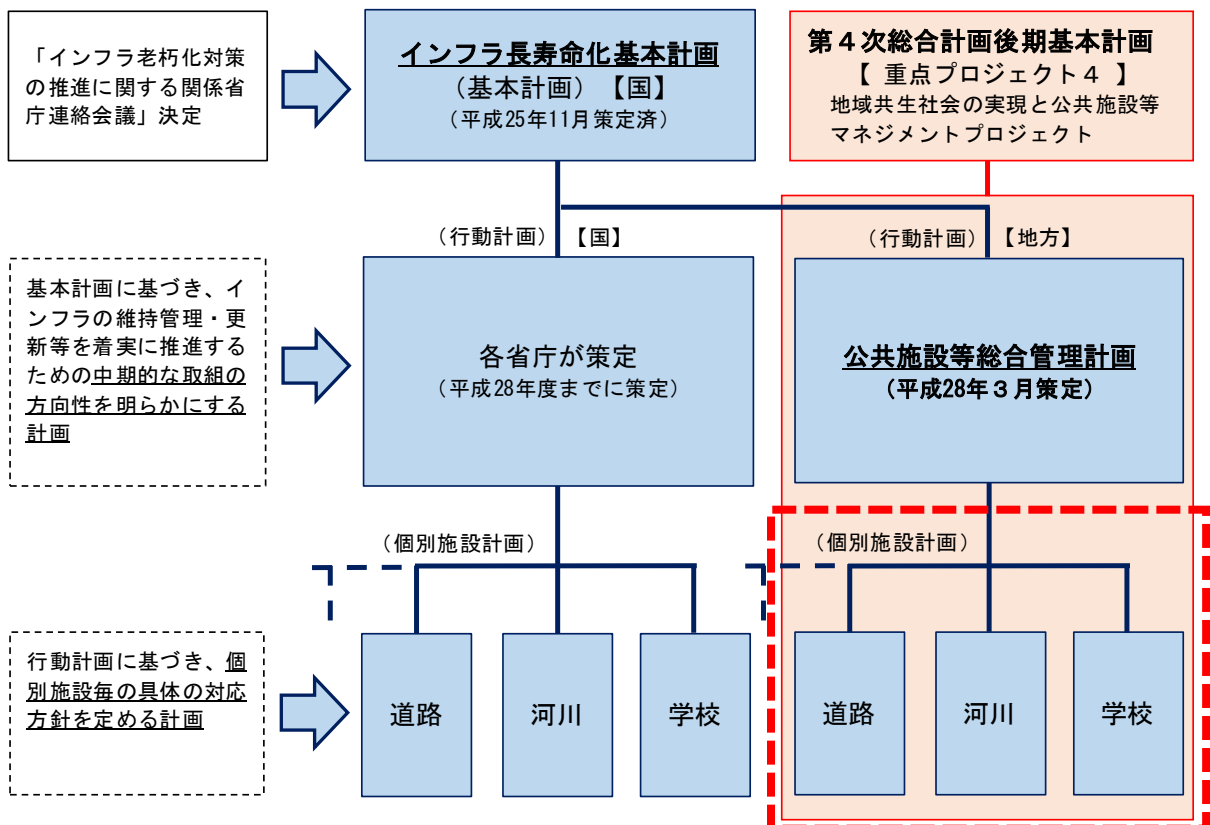 「インフラ老朽化対策
の推進に関する関係省
庁連絡会議」決定
インフラ長寿命化基本計画
(基本計画)【国】
(平成25年11月策定済)
第４次総合計画後期基本計画
【 重点プロジェクト４ 】
地域共生社会の実現と公共施設等
マネジメントプロジェクト
(行動計画)【国】
(行動計画)【地方】
基本計画に基づき、イ
ンフラの維持管理・更
新等を着実に推進する
ための中期的な取組の
方向性を明らかにする
計画
各省庁が策定
(平成28年度までに策定)
公共施設等総合管理計画
(平成28年３月策定)
(個別施設計画)
(個別施設計画)
行動計画に基づき、個
別施設毎の具体の対応
方針を定める計画
道路
河川
学校
道路
河川
学校